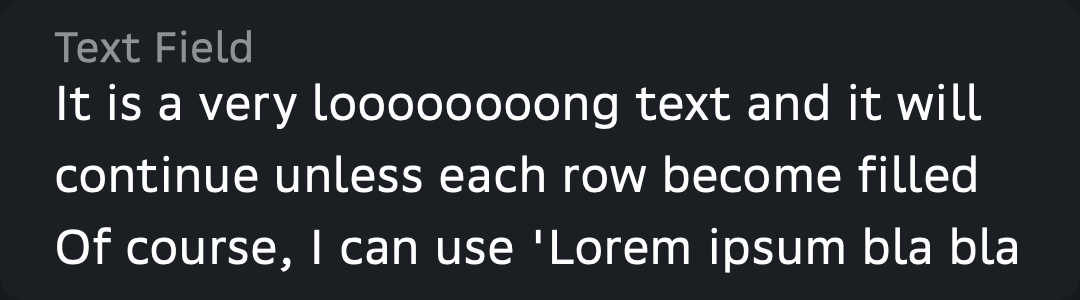 Text Field
It is a very looooooooong text and it will
continue unless each row become filled
Of course, I can use 'Lorem ipsum bla bla